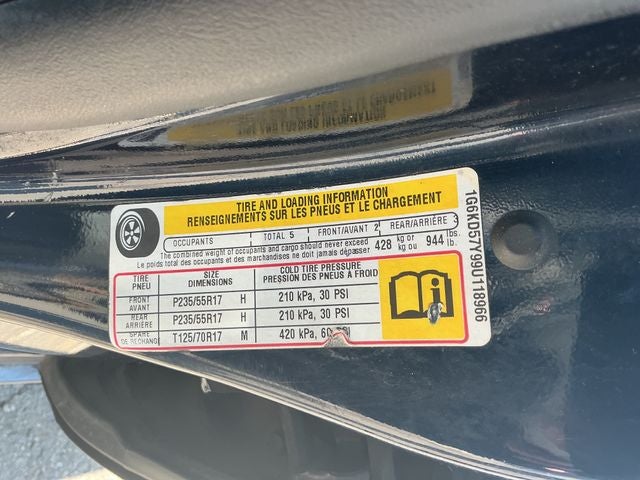 TIRE AND LOADING INFORMATION
RENSEIGNEMENTS SUR LES PNEUS ET LE CHARGEMENT
OCCUPANTS TOTAL 5 FRONT/AVANT 2 REAR/ARRIÈRE 3
The combined weight of occupants and cargo should never exceed 428 kg or 944 lbs.
Le poids total des occupants et des marchandises ne doit jamais dépasser kg ou lb.
TIRE PNEU SIZE DIMENSIONS COLD TIRE PRESSURE PRESSION DES PNEUS A FROID
FRONT AVANT P235/55R17 H 210 kPa, 30 PSI
REAR ARRIÈRE P235/55R17 H 210 kPa, 30 PSI
SPARE DE RECHANGE T125/70R17 M 420 kPa, 60 PSI
1G6KD57Y99U118966